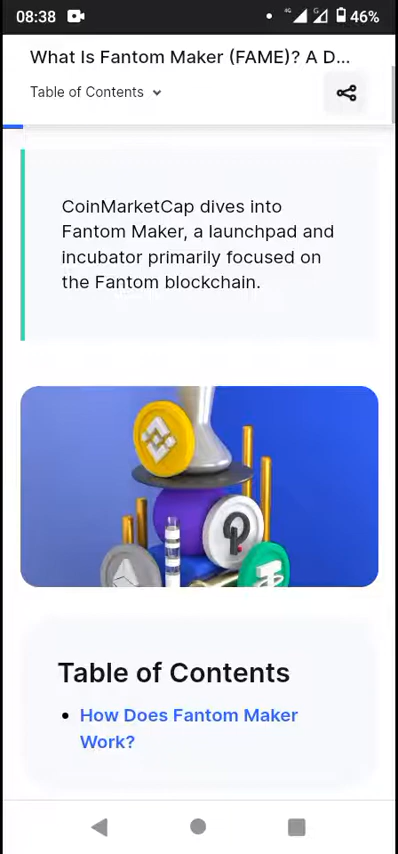 08:38
46%
What Is Fantom Maker (FAME)? A D...
Table of Contents
CoinMarketCap dives into
Fantom Maker, a launchpad and
incubator primarily focused on
the Fantom blockchain.
Table of Contents
• How Does Fantom Maker
Work?